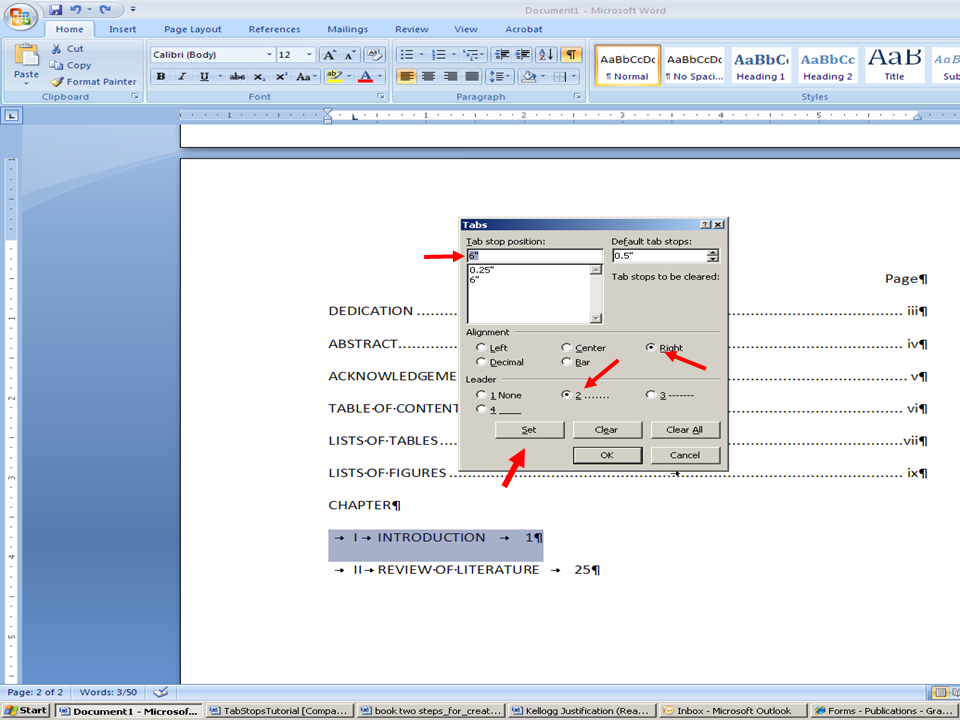 Document1 - Microsoft Word
Home Insert Page Layout References Mailings Review View Acrobat
Paste
Cut
Copy
Format Painter
Clipboard
Calibri (Body) 12
Font
Paragraph
AaBbCcDc AaBbCcDc AaBbCc AaBbCc AaB AaB
¶ Normal ¶ No Spaci... Heading 1 Heading 2 Title Sub
Styles
Tabs
Tab stop position: Default tab stops:
6" 0.5"
0.25"
6"
Tab stops to be cleared:
Alignment
Left Center Right
Decimal Bar
Leader
1 None 2 ....... 3 -------
4 ____
Set Clear Clear All
OK Cancel
Page¶
DEDICATION ........ iii¶
ABSTRACT........ iv¶
ACKNOWLEDGEME v¶
TABLE·OF·CONTENT vi¶
LISTS·OF·TABLES........ vii¶
LISTS·OF·FIGURES ........ ix¶
CHAPTER¶
→ I → INTRODUCTION → 1¶
→ II → REVIEW·OF·LITERATURE → 25¶
Page: 2 of 2 Words: 3/50
Start Document1 - Microsof... TabStopsTutorial [Compa... book two steps_for_creat... Kellogg Justification (Rea... Inbox - Microsoft Outlook Forms - Publications - Gra...